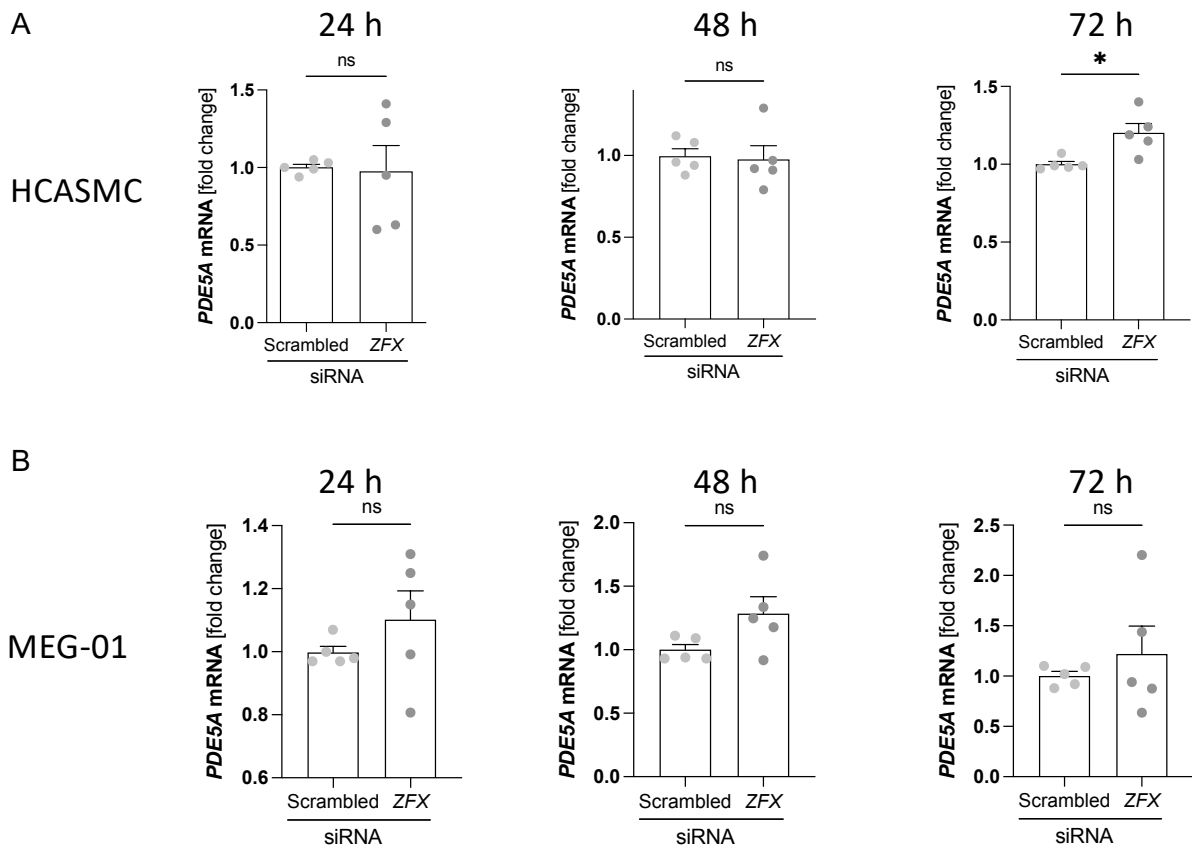 A
HCASMC
24 h
ns
PDE5A mRNA [fold change]
1.5
1.0
0.5
0.0
Scrambled ZFX
siRNA
48 h
ns
PDE5A mRNA [fold change]
1.0
0.5
0.0
Scrambled ZFX
siRNA
72 h
*
PDE5A mRNA [fold change]
1.5
1.0
0.5
0.0
Scrambled ZFX
siRNA
B
MEG-01
24 h
ns
PDE5A mRNA [fold change]
1.4
1.2
1.0
0.8
0.6
Scrambled ZFX
siRNA
48 h
ns
PDE5A mRNA [fold change]
2.0
1.5
1.0
0.5
0.0
Scrambled ZFX
siRNA
72 h
ns
PDE5A mRNA [fold change]
2.5
2.0
1.5
1.0
0.5
0.0
Scrambled ZFX
siRNA